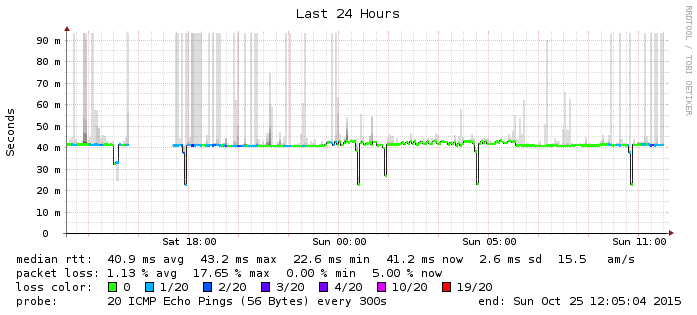 Last 24 Hours
RRDTOOL / TOBI OETIKER
Seconds
90 m
80 m
70 m
60 m
50 m
40 m
30 m
20 m
10 m
0
Sat 18:00 Sun 00:00 Sun 05:00 Sun 11:00
median rtt: 40.9 ms avg 43.2 ms max 22.6 ms min 41.2 ms now 2.6 ms sd 15.5 am/s
packet loss: 1.13 % avg 17.65 % max 0.00 % min 5.00 % now
loss color: 0 1/20 2/20 3/20 4/20 10/20 19/20
probe: 20 ICMP Echo Pings (56 Bytes) every 300s end: Sun Oct 25 12:05:04 2015